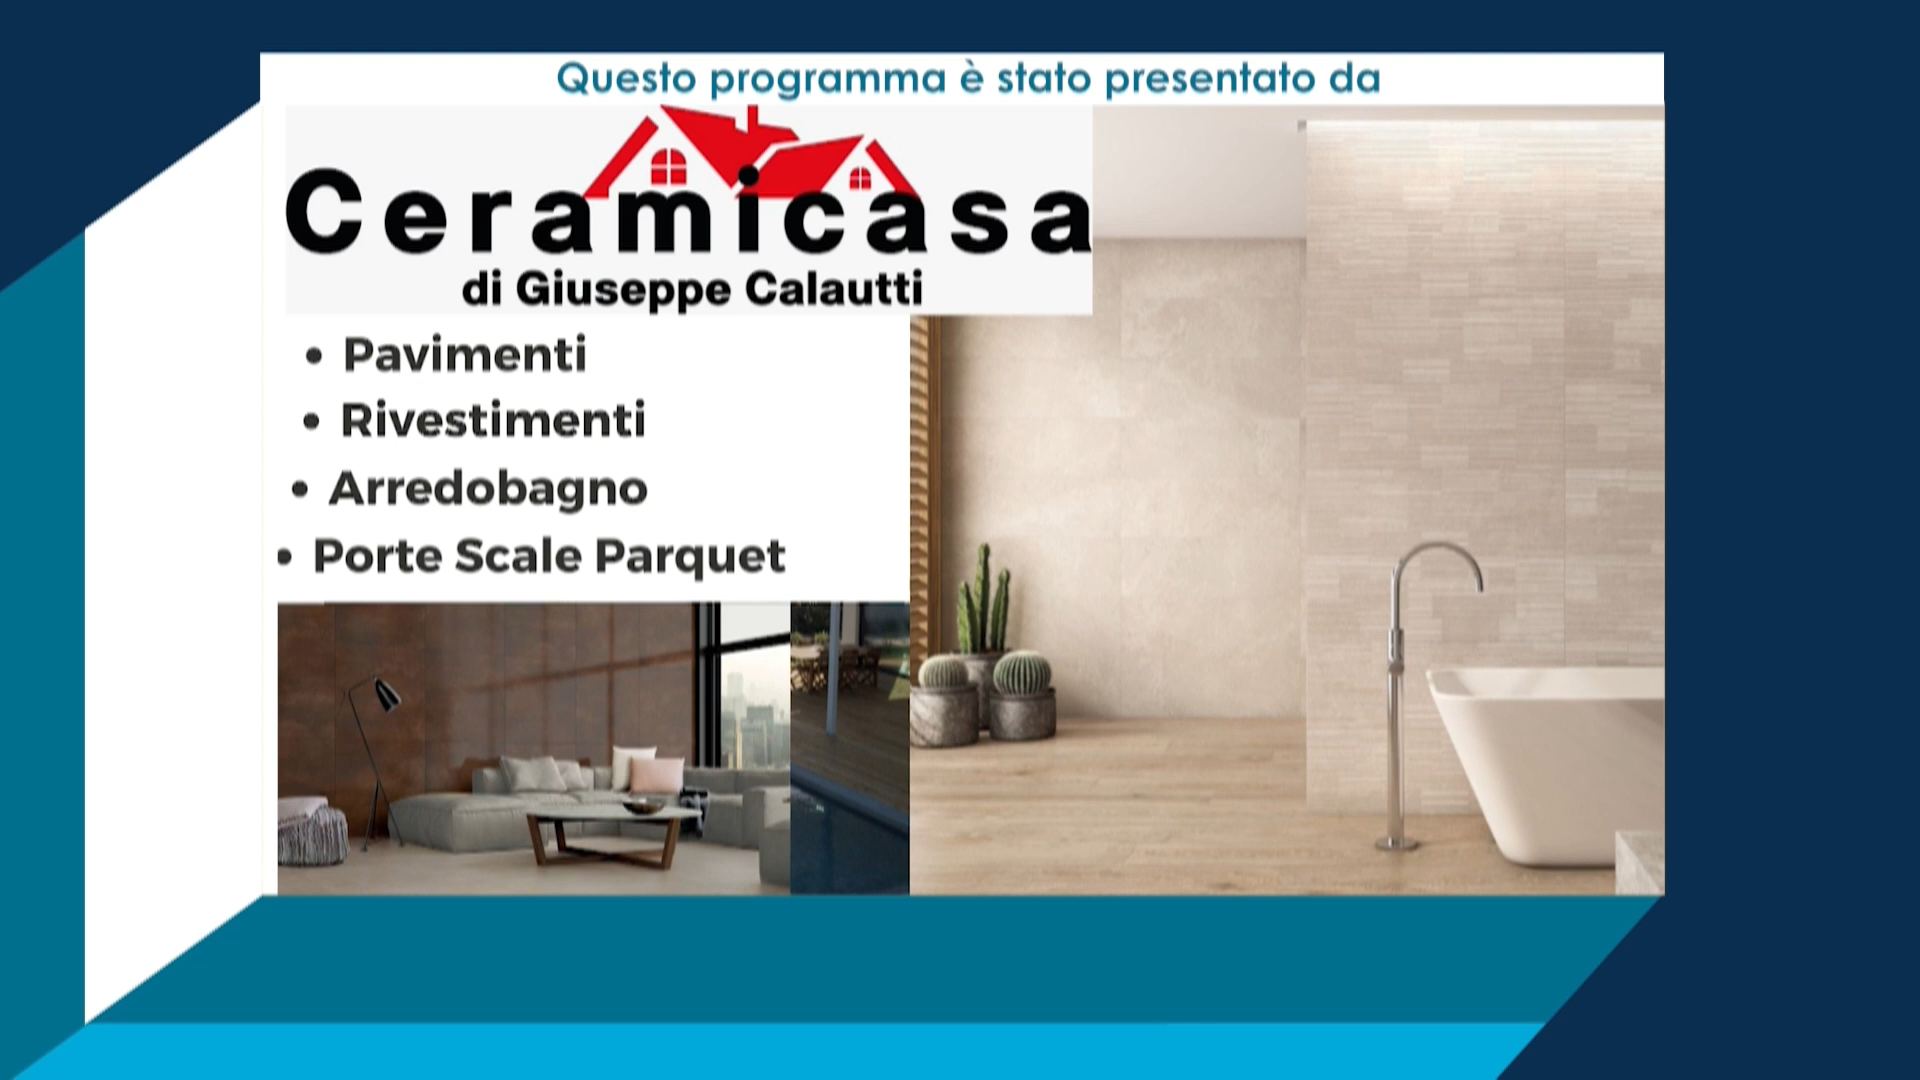 Questo programma è stato presentato da
Ceramicasa
di Giuseppe Calautti
• Pavimenti
• Rivestimenti
• Arredobagno
• Porte Scale Parquet